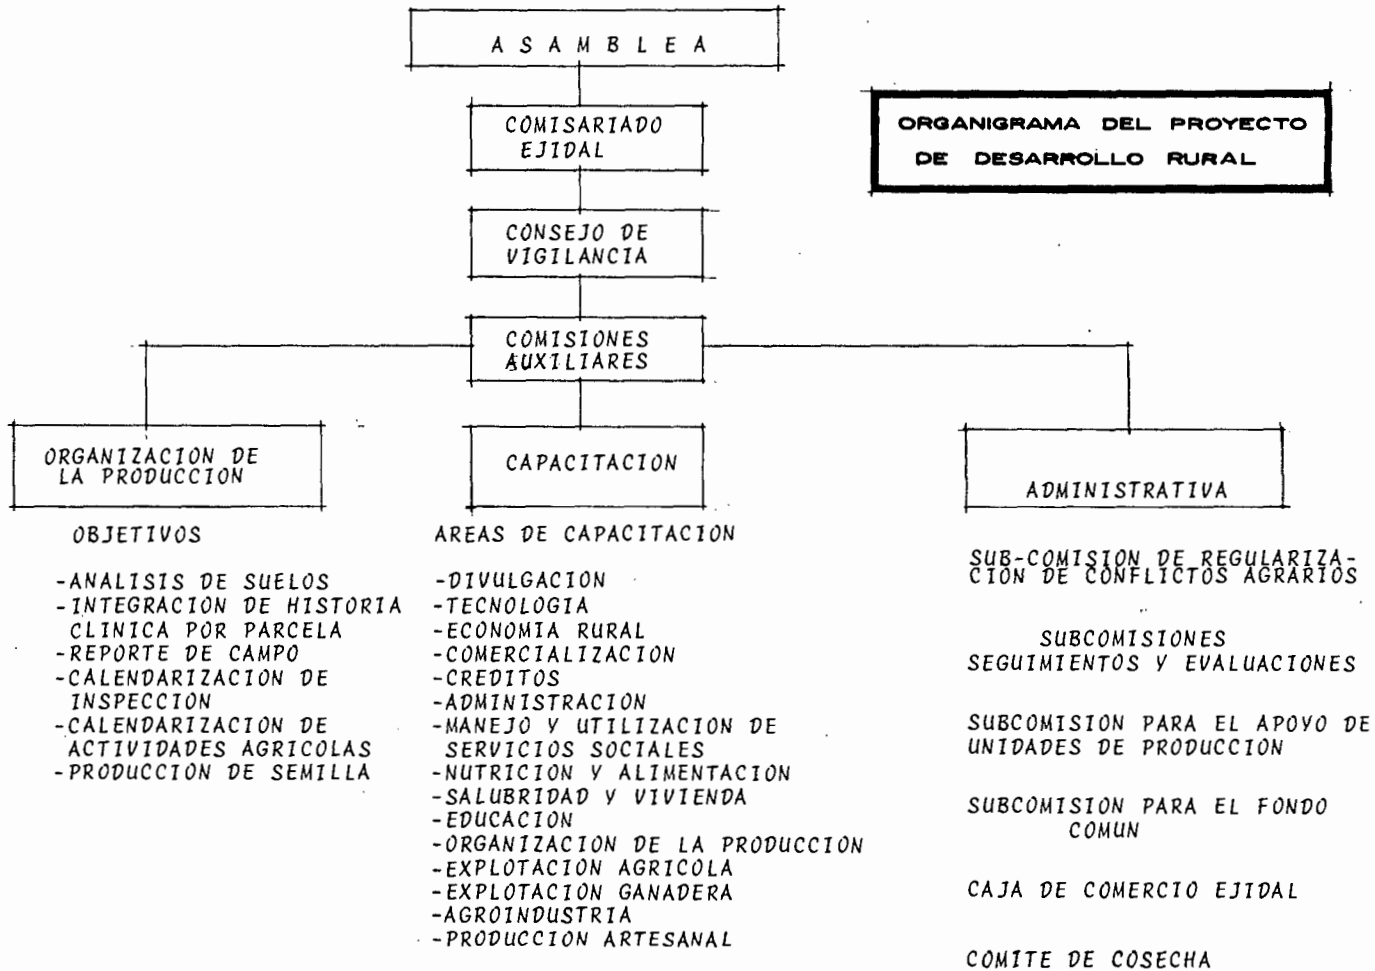 A S A M B L E A
COMISARIADO
EJIDAL
ORGANIGRAMA DEL PROYECTO
DE DESARROLLO RURAL
CONSEJO DE
VIGILANCIA
COMISIONES
AUXILIARES
ORGANIZACION DE
LA PRODUCCION
OBJETIVOS
-ANALISIS DE SUELOS
-INTEGRACION DE HISTORIA
CLINICA POR PARCELA
-REPORTE DE CAMPO
-CALENDARIZACION DE
INSPECCION
-CALENDARIZACION DE
ACTIVIDADES AGRICOLAS
-PRODUCCION DE SEMILLA
CAPACITACION
AREAS DE CAPACITACION
-DIVULGACION
-TECNOLOGIA
-ECONOMIA RURAL
-COMERCIALIZACION
-CREDITOS
-ADMINISTRACION
-MANEJO Y UTILIZACION DE
SERVICIOS SOCIALES
-NUTRICION Y ALIMENTACION
-SALUBRIDAD Y VIVIENDA
-EDUCACION
-ORGANIZACION DE LA PRODUCCION
-EXPLOTACION AGRICOLA
-EXPLOTACION GANADERA
-AGROINDUSTRIA
-PRODUCCION ARTESANAL
ADMINISTRATIVA
SUB-COMISION DE REGULARIZA-
CION DE CONFLICTOS AGRARIOS
SUBCOMISIONES
SEGUIMIENTOS Y EVALUACIONES
SUBCOMISION PARA EL APOYO DE
UNIDADES DE PRODUCCION
SUBCOMISION PARA EL FONDO
COMUN
CAJA DE COMERCIO EJIDAL
COMITE DE COSECHA